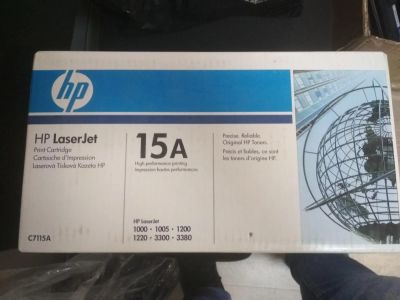 hp
HP LaserJet
Print Cartridge
Cartouche d'impression
Laserová Tisková Kazeta HP
C7115A
15A
High performance printing
Impression hautes performances
HP LaserJet
1000 · 1005 · 1200
1220 · 3300 · 3380
Precise, Reliable,
Original HP Toners.
Précis et fiables, ce sont
les toners d'origine HP.